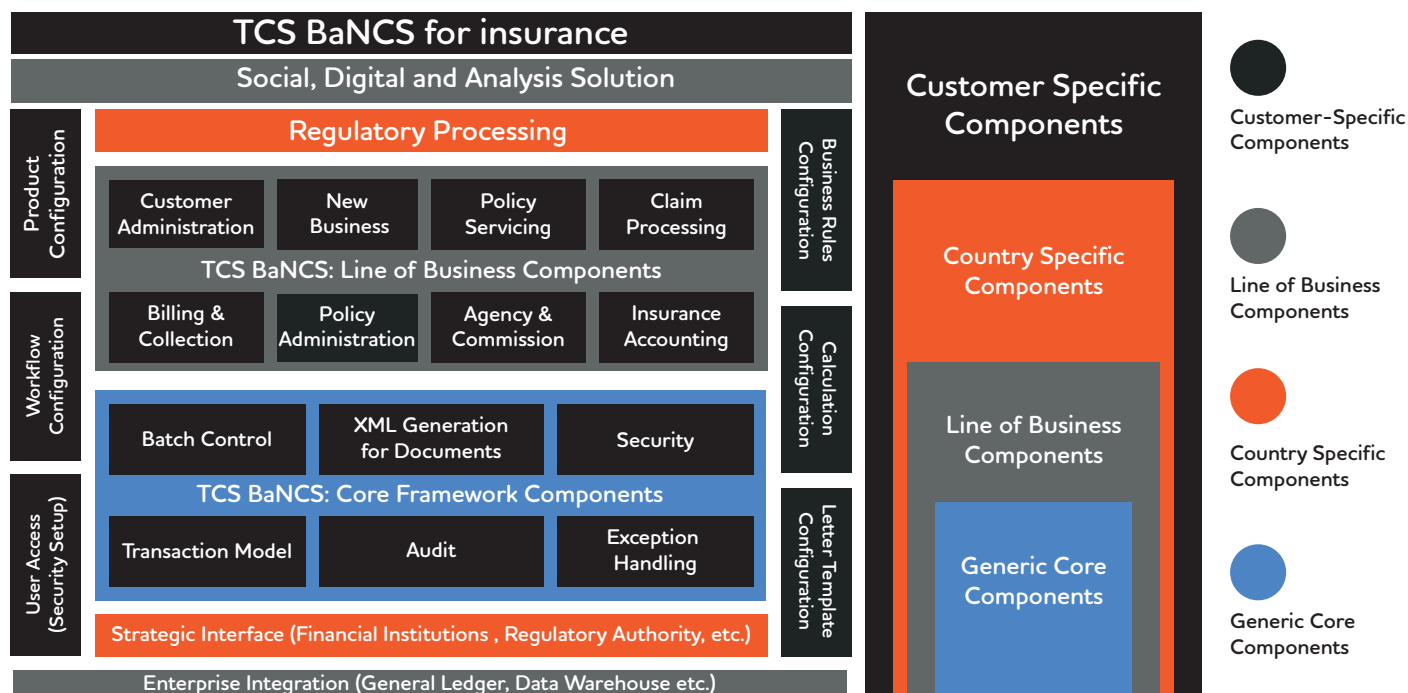 TCS BaNCS for insurance
Social, Digital and Analysis Solution
Product
Configuration
Workflow
Configuration
User Access
(Security Setup)
Regulatory Processing
Customer
Administration
New
Business
Policy
Servicing
Claim
Processing
TCS BaNCS: Line of Business Components
Billing &
Collection
Policy
Administration
Agency &
Commission
Insurance
Accounting
Batch Control
XML Generation
for Documents
Security
TCS BaNCS: Core Framework Components
Transaction Model
Audit
Exception
Handling
Strategic Interface (Financial Institutions , Regulatory Authority, etc.)
Business Rules
Configuration
Calculation
Configuration
Letter Template
Configuration
Enterprise Integration (General Ledger, Data Warehouse etc.)
Customer Specific
Components
Country Specific
Components
Line of Business
Components
Generic Core
Components
Customer-Specific
Components
Line of Business
Components
Country Specific
Components
Generic Core
Components